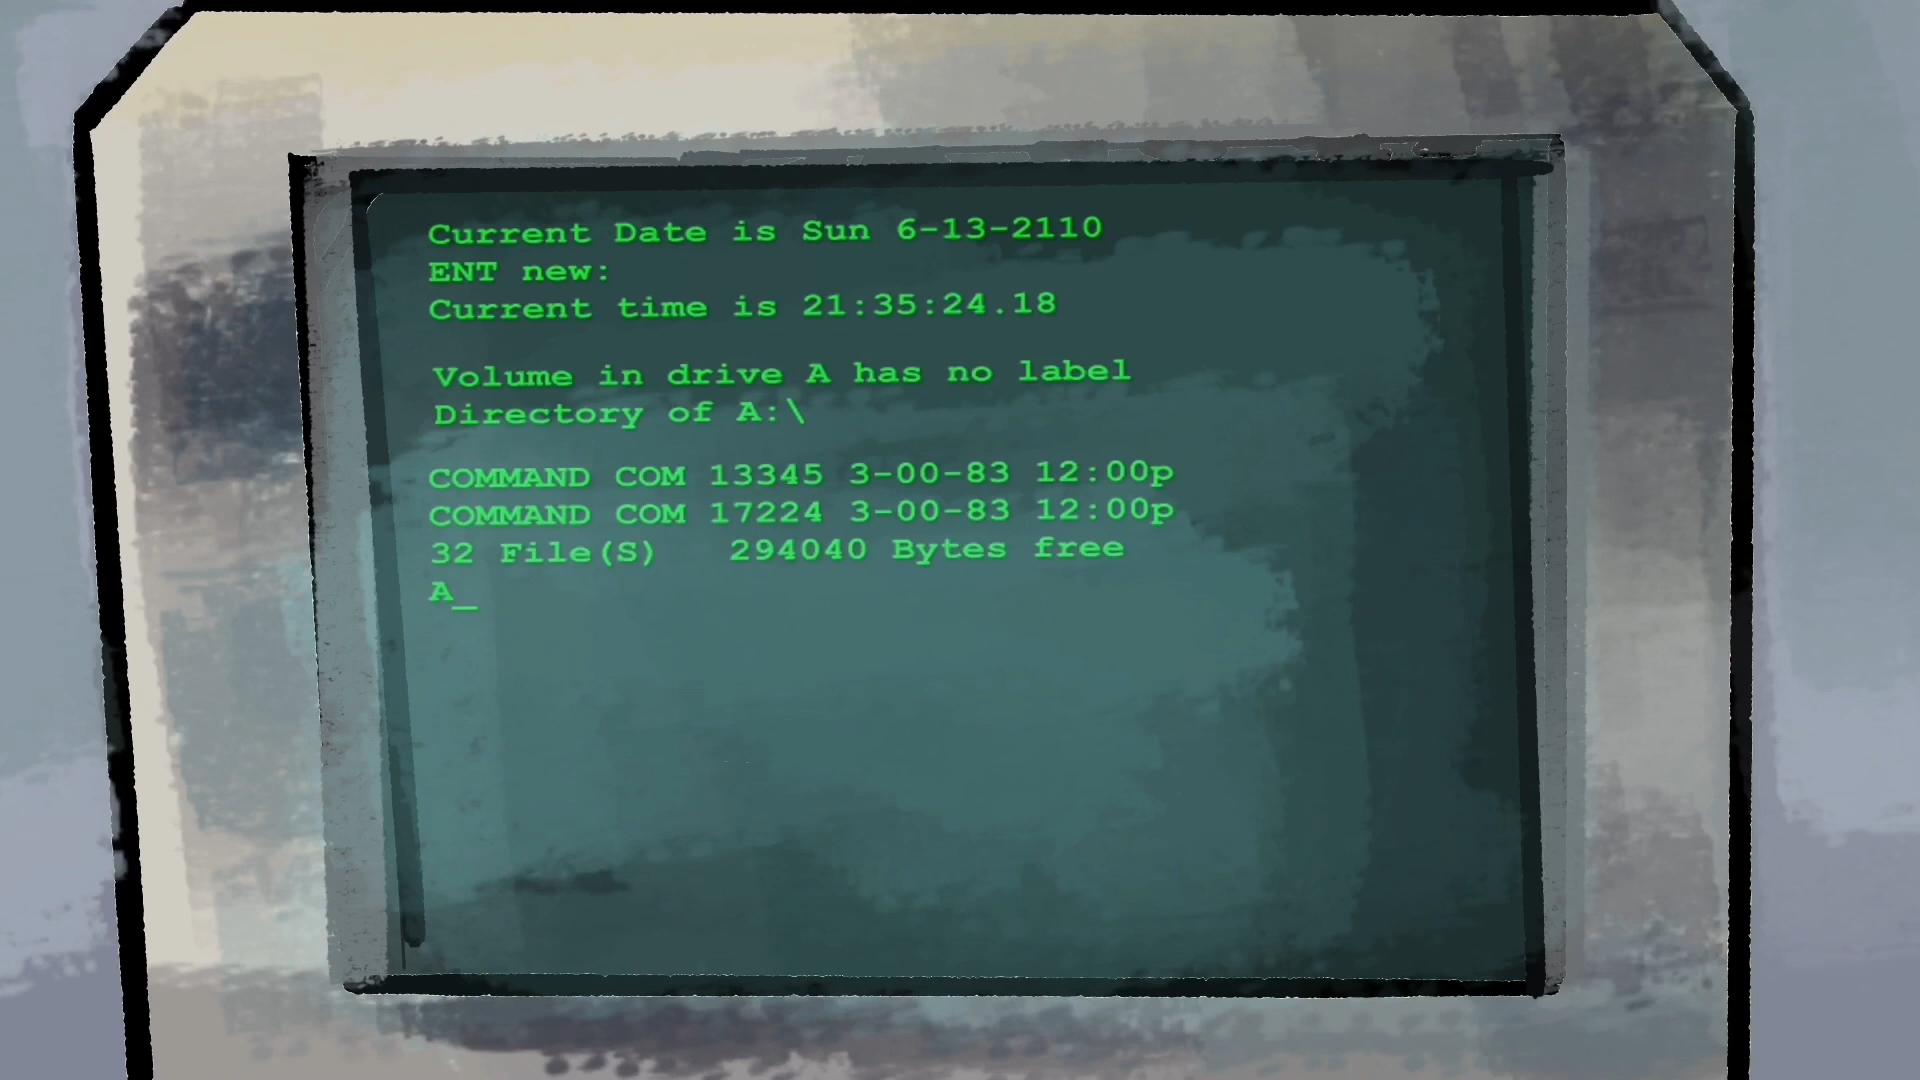 Current Date is Sun 6-13-2110
ENT new:
Current time is 21:35:24.18
Volume in drive A has no label
Directory of A:\
COMMAND COM 13345 3-00-83 12:00p
COMMAND COM 17224 3-00-83 12:00p
32 File(S) 294040 Bytes free
A_